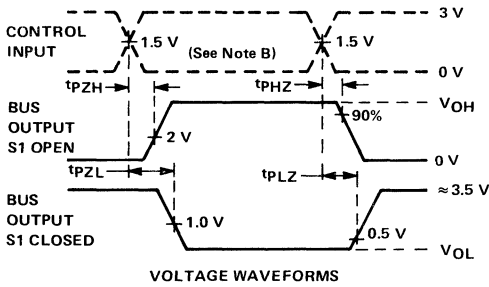 CONTROL
INPUT
3 V
1.5 V
(See Note B)
1.5 V
0 V
tPZH
tPHZ
BUS
OUTPUT
S1 OPEN
2 V
90%
VOH
0 V
tPZL
tPLZ
BUS
OUTPUT
S1 CLOSED
≈3.5 V
1.0 V
0.5 V
VOL
VOLTAGE WAVEFORMS